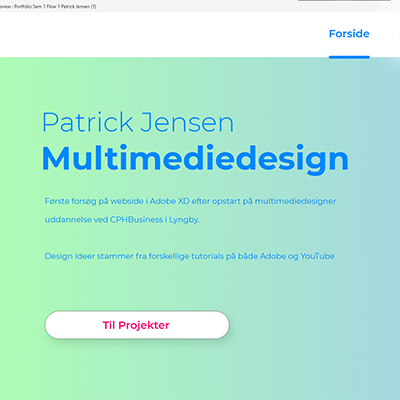 eview : Portfolio Sem 1 Flow 1 Patrick Jensen (1)
Forside
Patrick Jensen
Multimediedesign
Første forsøg på webside i Adobe XD efter opstart på multimediedesigner
uddannelse ved CPHBusiness i Lyngby.
Design ideer stammer fra forskellige tutorials på både Adobe og YouTube
Til Projekter